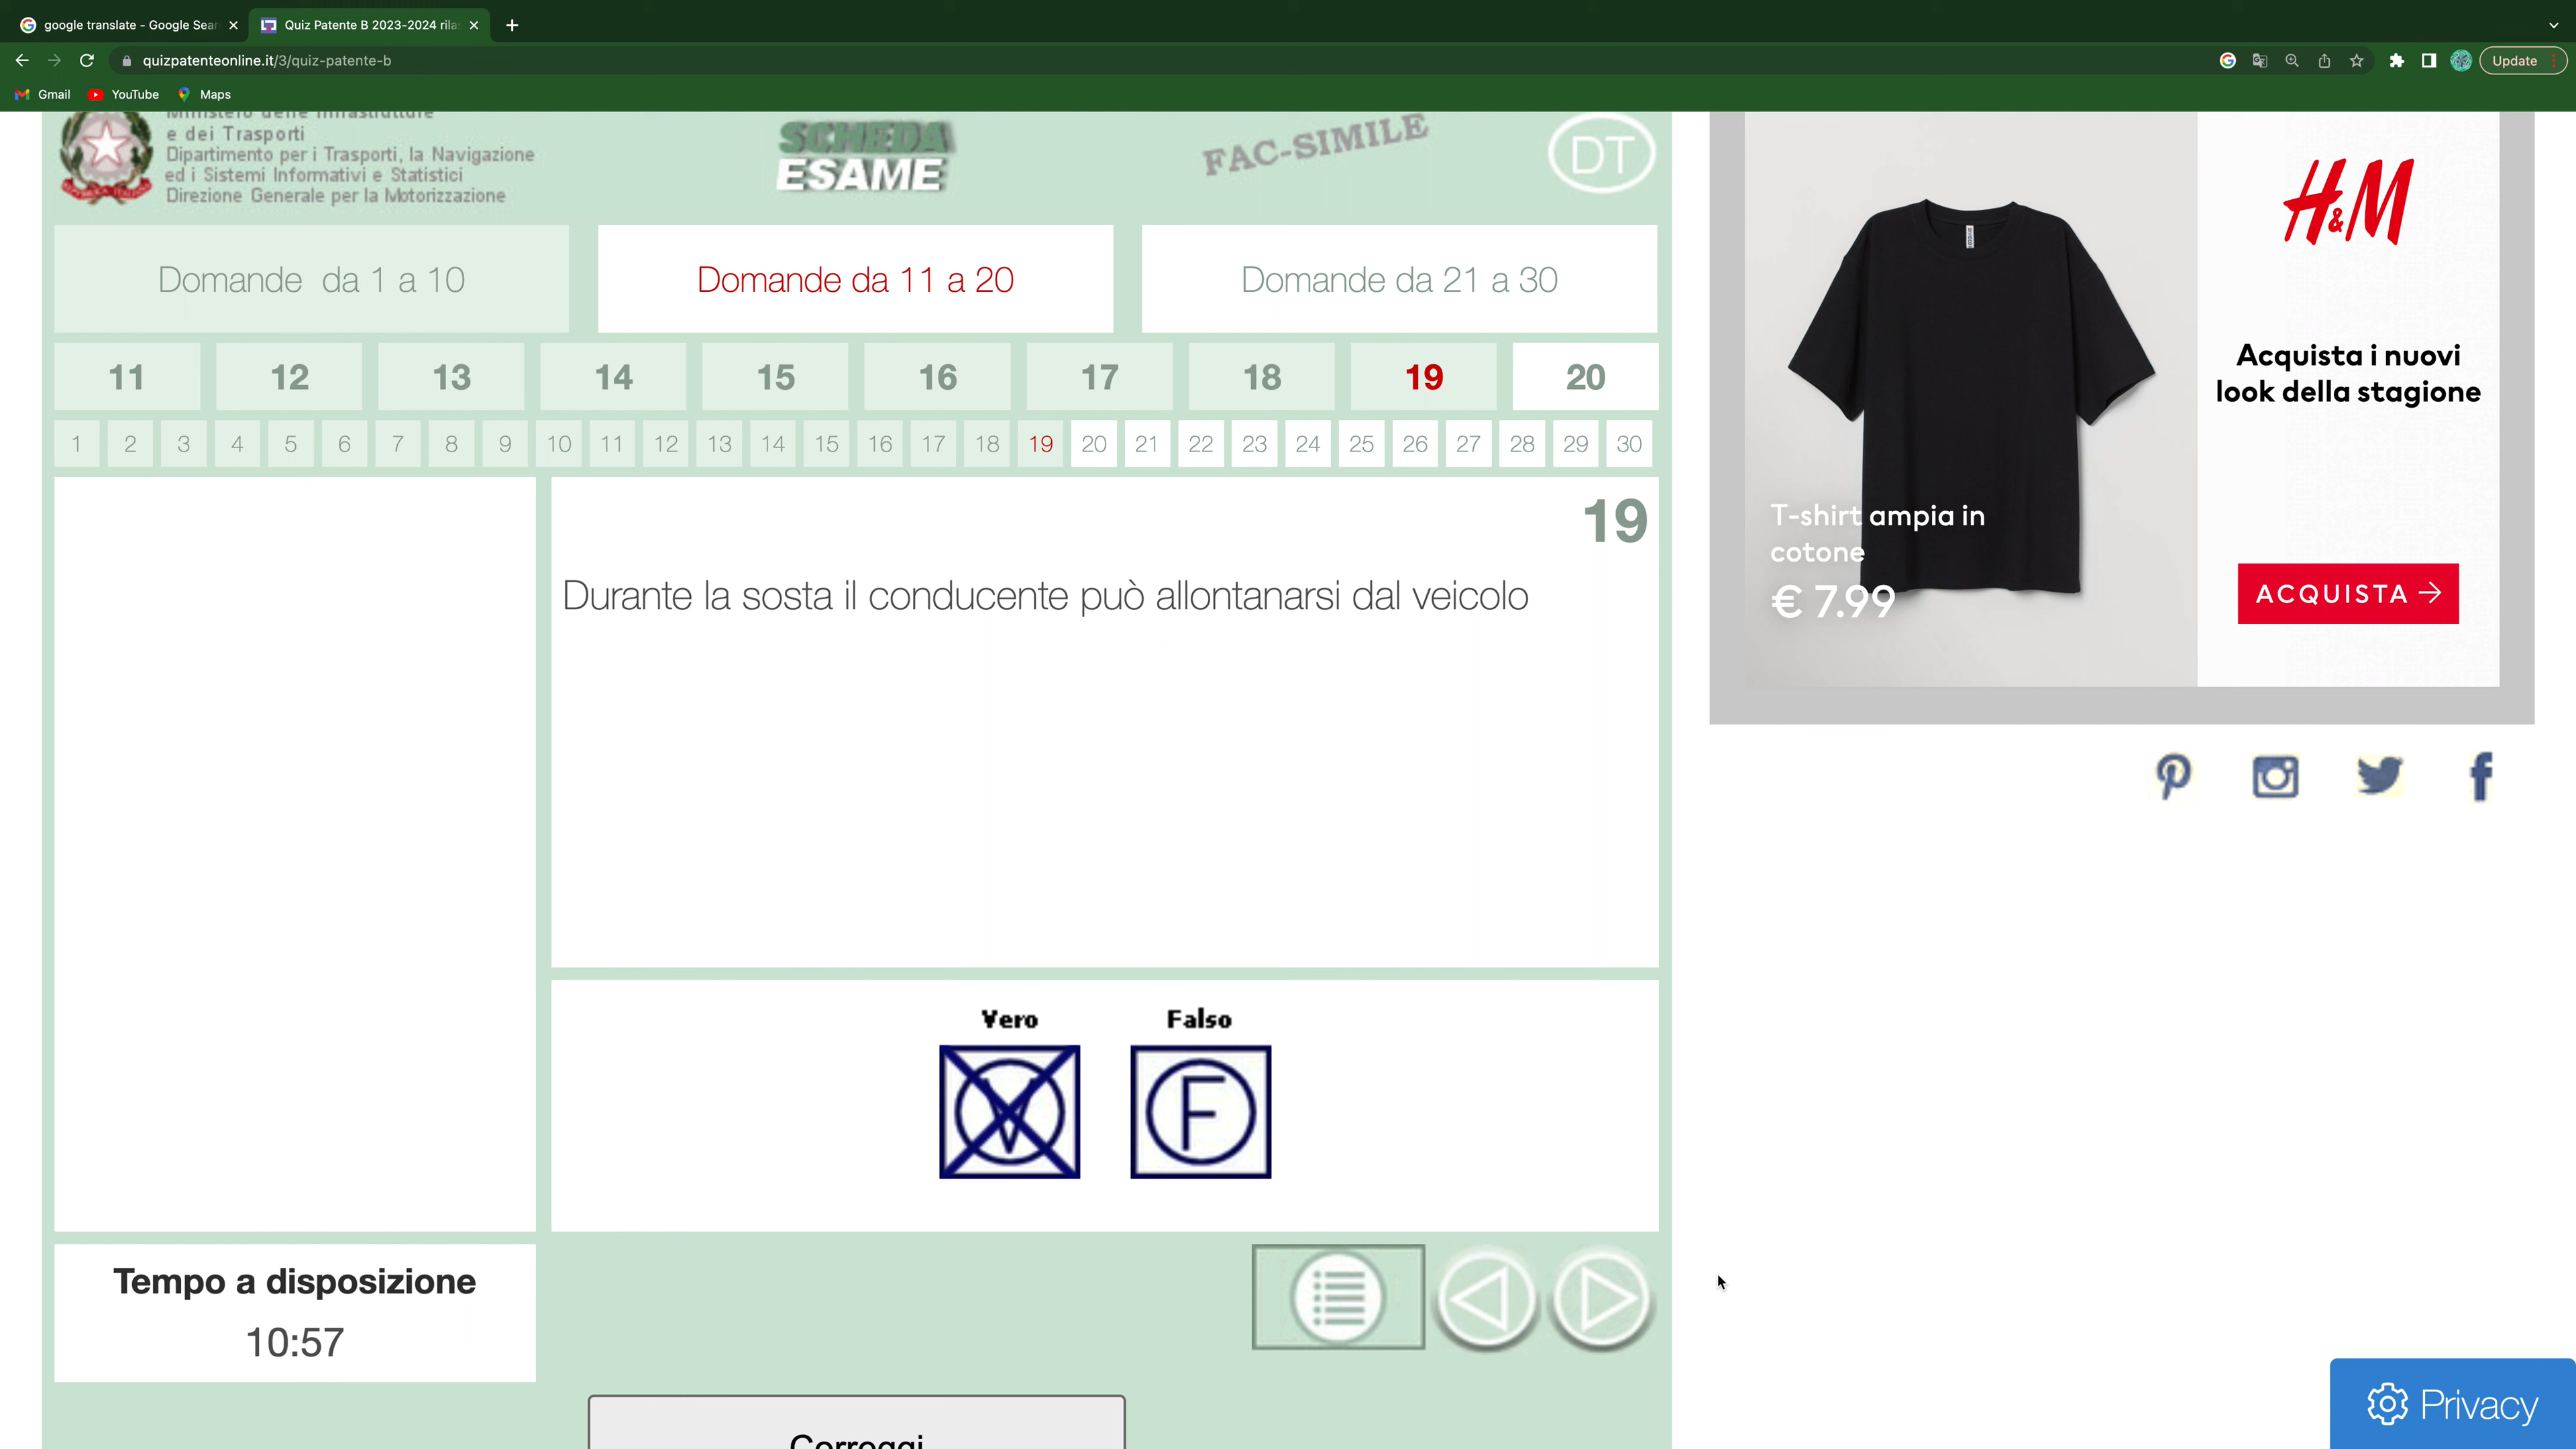 google translate - Google Sear
Quiz Patente B 2023-2024 rila
quizpatenteonline.it/3/quiz-patente-b
Update
Gmail
YouTube
Maps
Ministero delle Infrastrutture
e dei Trasporti
Dipartimento per i Trasporti, la Navigazione
ed i Sistemi Informativi e Statistici
Direzione Generale per la Motorizzazione
SCHEDA
ESAME
FAC-SIMILE
DT
Domande da 1 a 10
Domande da 11 a 20
Domande da 21 a 30
11 12 13 14 15 16 17 18 19 20
1 2 3 4 5 6 7 8 9 10 11 12 13 14 15 16 17 18 19 20 21 22 23 24 25 26 27 28 29 30
19
Durante la sosta il conducente può allontanarsi dal veicolo
Vero Falso
V F
Tempo a disposizione
10:57
Correggi
H&M
Acquista i nuovi
look della stagione
T-shirt ampia in
cotone
€ 7.99
ACQUISTA
Privacy